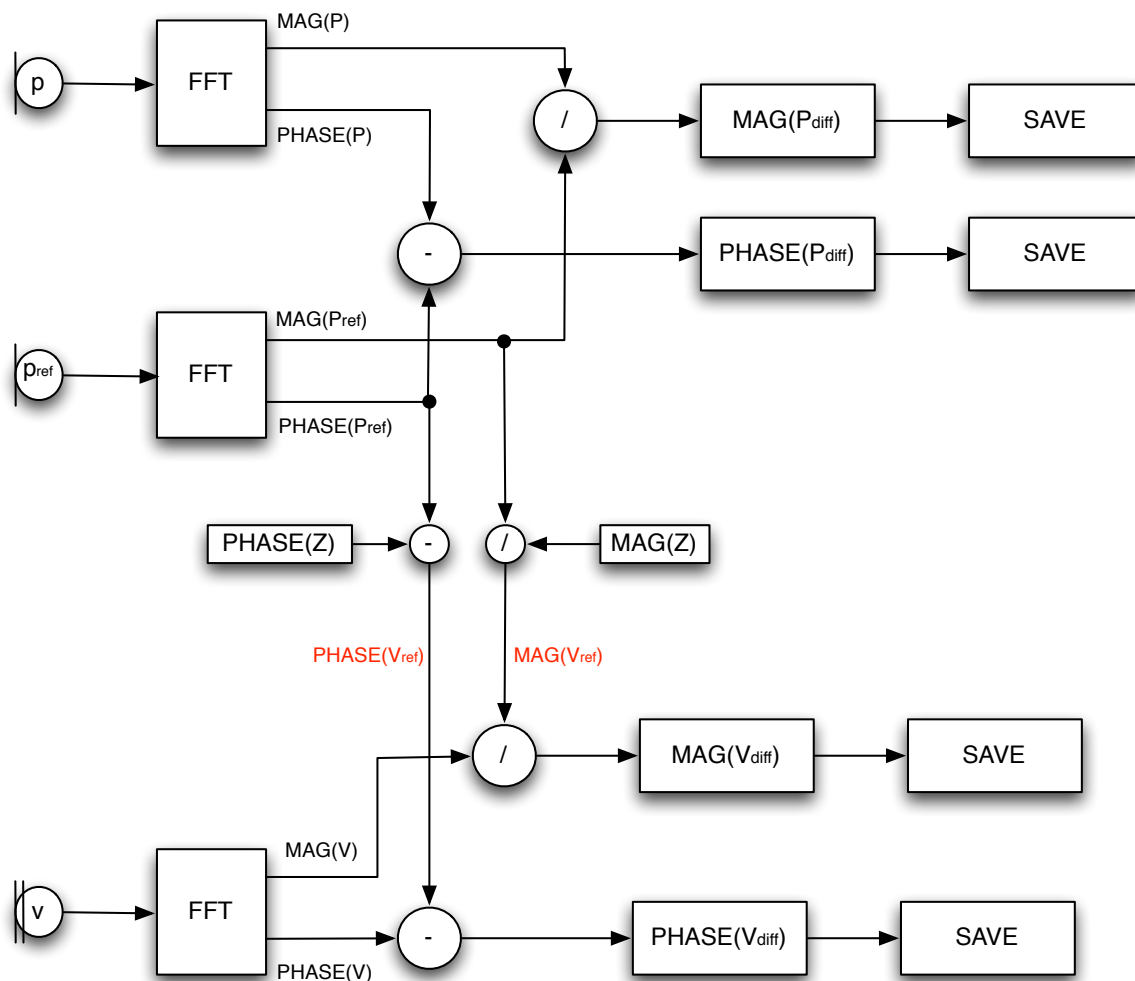 MAG(P)
p
FFT
/
MAG(Pdiff)
SAVE
PHASE(P)
-
PHASE(Pdiff)
SAVE
MAG(Pref)
pref
FFT
PHASE(Pref)
PHASE(Z)
-
/
MAG(Z)
PHASE(Vref)
MAG(Vref)
/
MAG(Vdiff)
SAVE
MAG(V)
v
FFT
-
PHASE(Vdiff)
SAVE
PHASE(V)